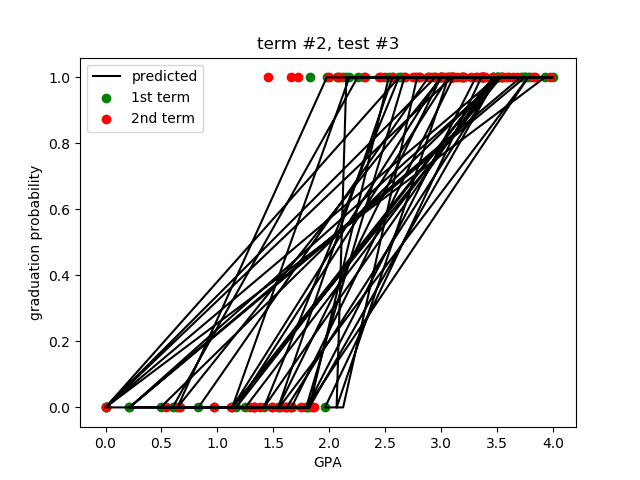 term #2, test #3
predicted
1st term
2nd term
graduation probability
1.0
0.8
0.6
0.4
0.2
0.0
0.0 0.5 1.0 1.5 2.0 2.5 3.0 3.5 4.0
GPA